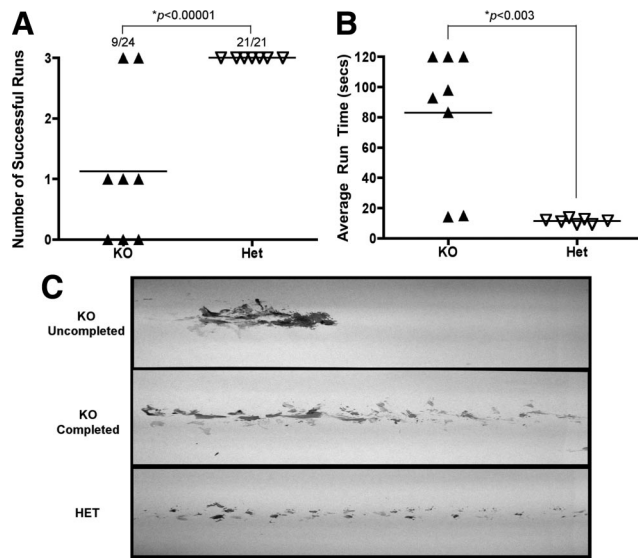 A
*p<0.00001
9/24
21/21
Number of Successful Runs
3
2
1
0
KO
Het
B
*p<0.003
Average Run Time (secs)
120
100
80
60
40
20
0
KO
Het
C
KO
Uncompleted
KO
Completed
HET